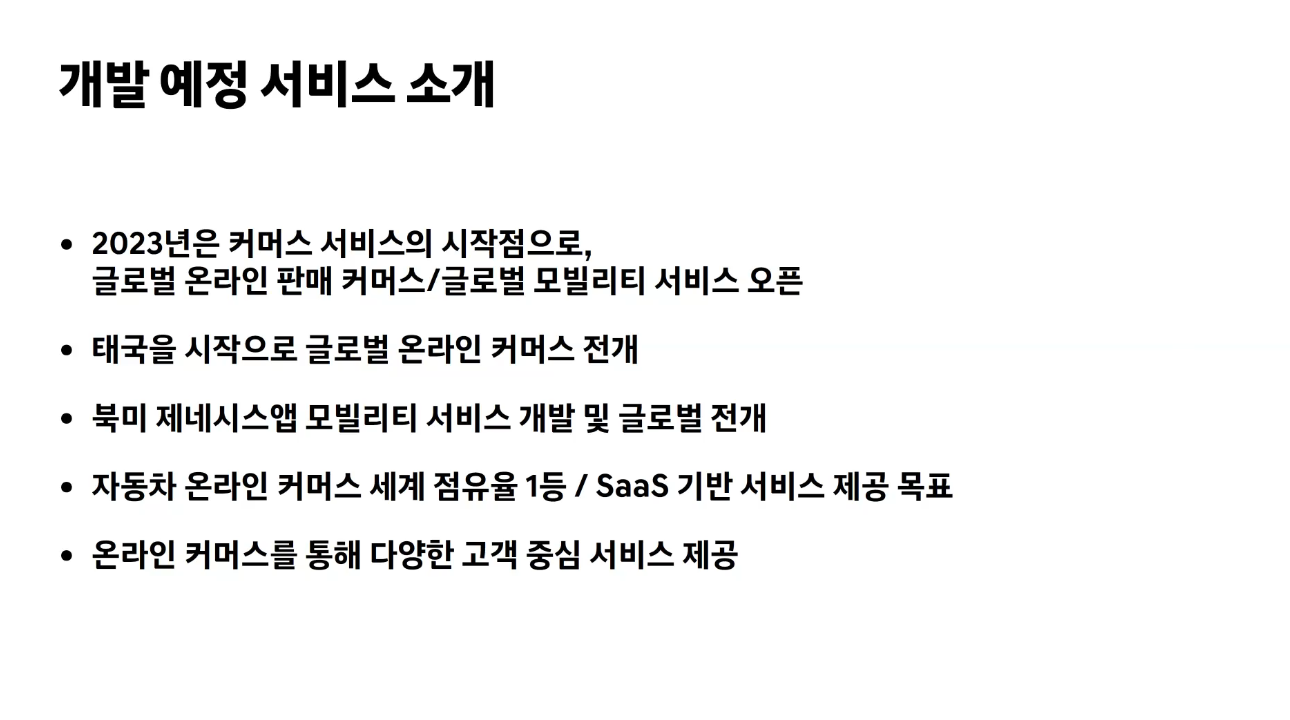 개발 예정 서비스 소개
• 2023년은 커머스 서비스의 시작점으로,
글로벌 온라인 판매 커머스/글로벌 모빌리티 서비스 오픈
• 태국을 시작으로 글로벌 온라인 커머스 전개
• 북미 제네시스앱 모빌리티 서비스 개발 및 글로벌 전개
• 자동차 온라인 커머스 세계 점유율 1등 / SaaS 기반 서비스 제공 목표
• 온라인 커머스를 통해 다양한 고객 중심 서비스 제공